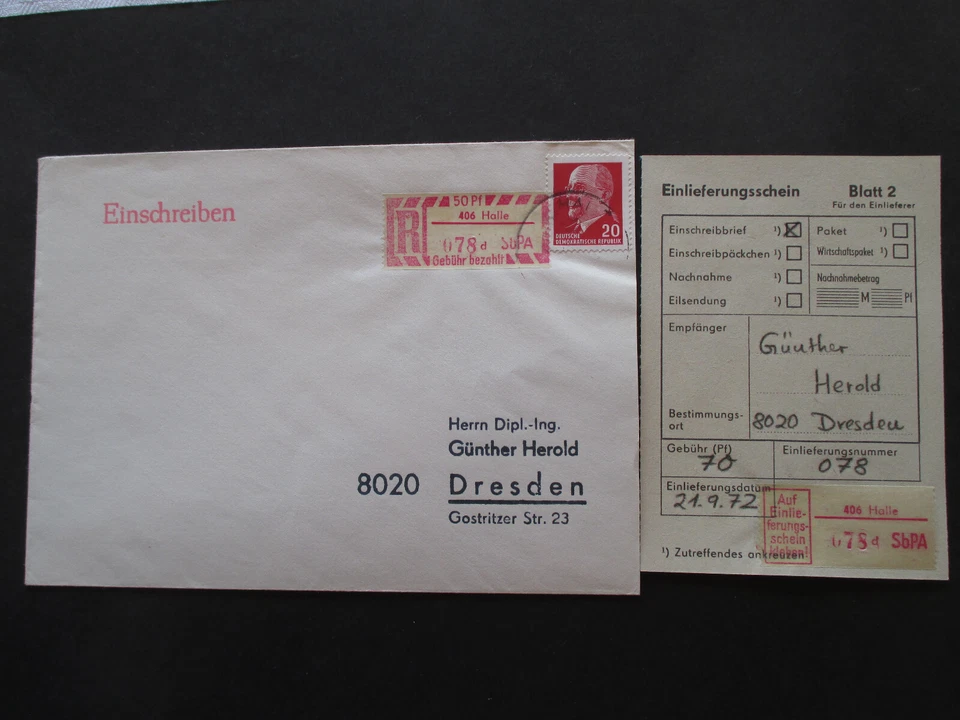 Einschreiben
50 Pf
R
406 Halle
078 d SbPA
Gebühr bezahlt
20
DEUTSCHE
DEMOKRATISCHE REPUBLIK
Herrn Dipl.-Ing.
Günther Herold
8020 Dresden
Gostritzer Str. 23
Einlieferungsschein Blatt 2
Für den Einlieferer
Einschreibbrief ¹) X
Einschreibpäckchen ¹)
Nachnahme ¹)
Eilsendung ¹)
Paket ¹)
Wirtschaftspaket ¹)
Nachnahmebetrag
M Pf
Empfänger
Günther
Herold
Bestimmungs-
ort
8020 Dresden
Gebühr (Pf)
70
Einlieferungsnummer
078
Einlieferungsdatum
21.9.72
Auf
Einlie-
ferungs-
schein
kleben!
406 Halle
078 d SbPA
¹) Zutreffendes ankreuzen